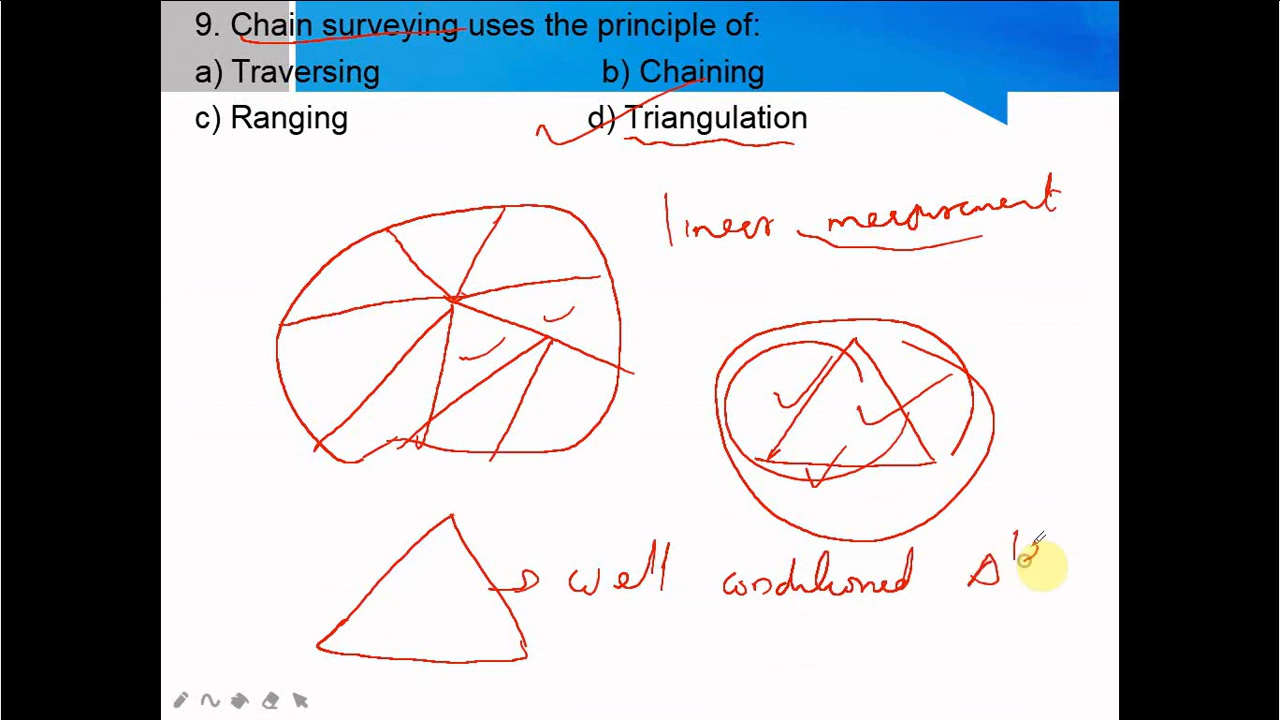 9. Chain surveying uses the principle of:
a) Traversing b) Chaining
c) Ranging d) Triangulation
linear measurement
well conditioned